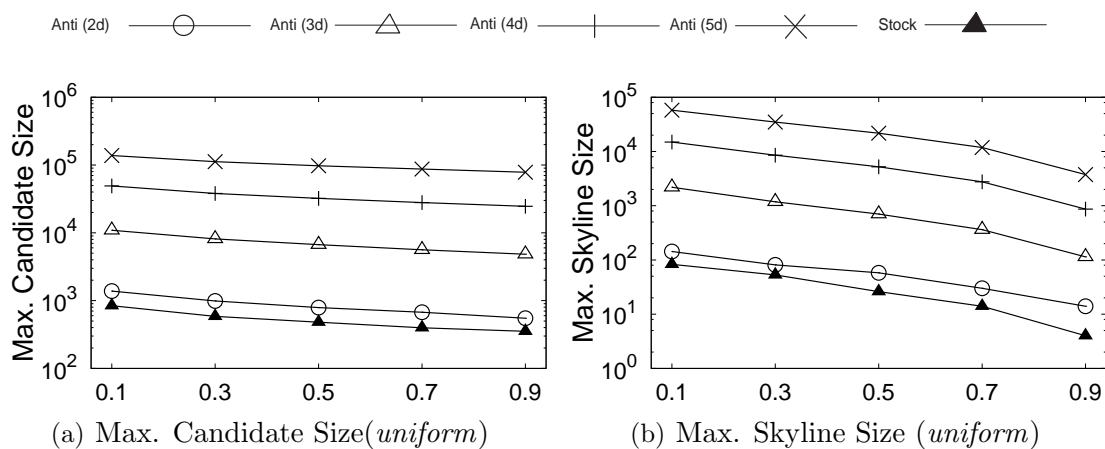 Anti (2d) Anti (3d) Anti (4d) Anti (5d) Stock
Max. Candidate Size
10^6
10^5
10^4
10^3
10^2
0.1 0.3 0.5 0.7 0.9
(a) Max. Candidate Size(uniform)
Max. Skyline Size
10^5
10^4
10^3
10^2
10^1
10^0
0.1 0.3 0.5 0.7 0.9
(b) Max. Skyline Size (uniform)